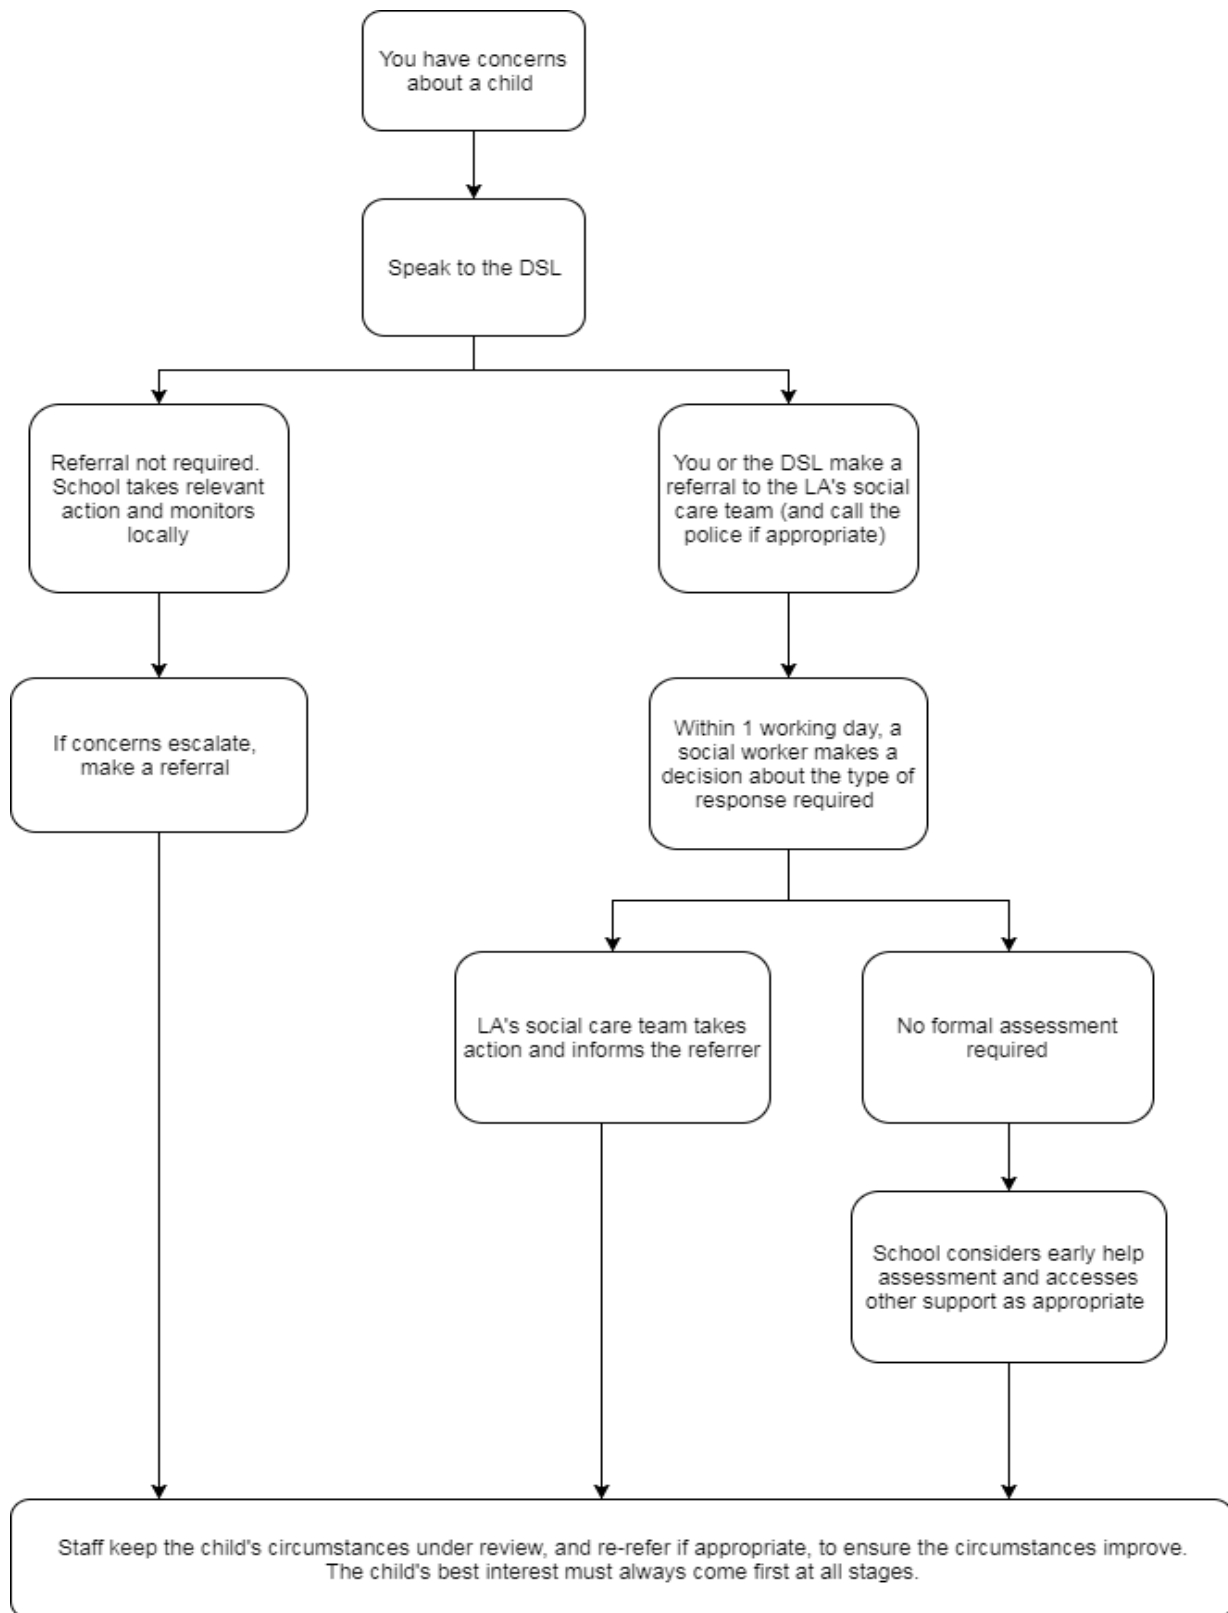 You have concerns
about a child
Speak to the DSL
Referral not required.
School takes relevant
action and monitors
locally
You or the DSL make a
referral to the LA's social
care team (and call the
police if appropriate)
If concerns escalate,
make a referral
Within 1 working day, a
social worker makes a
decision about the type of
response required
LA's social care team takes
action and informs the referrer
No formal assessment
required
School considers early help
assessment and accesses
other support as appropriate
Staff keep the child's circumstances under review, and re-refer if appropriate, to ensure the circumstances improve.
The child's best interest must always come first at all stages.